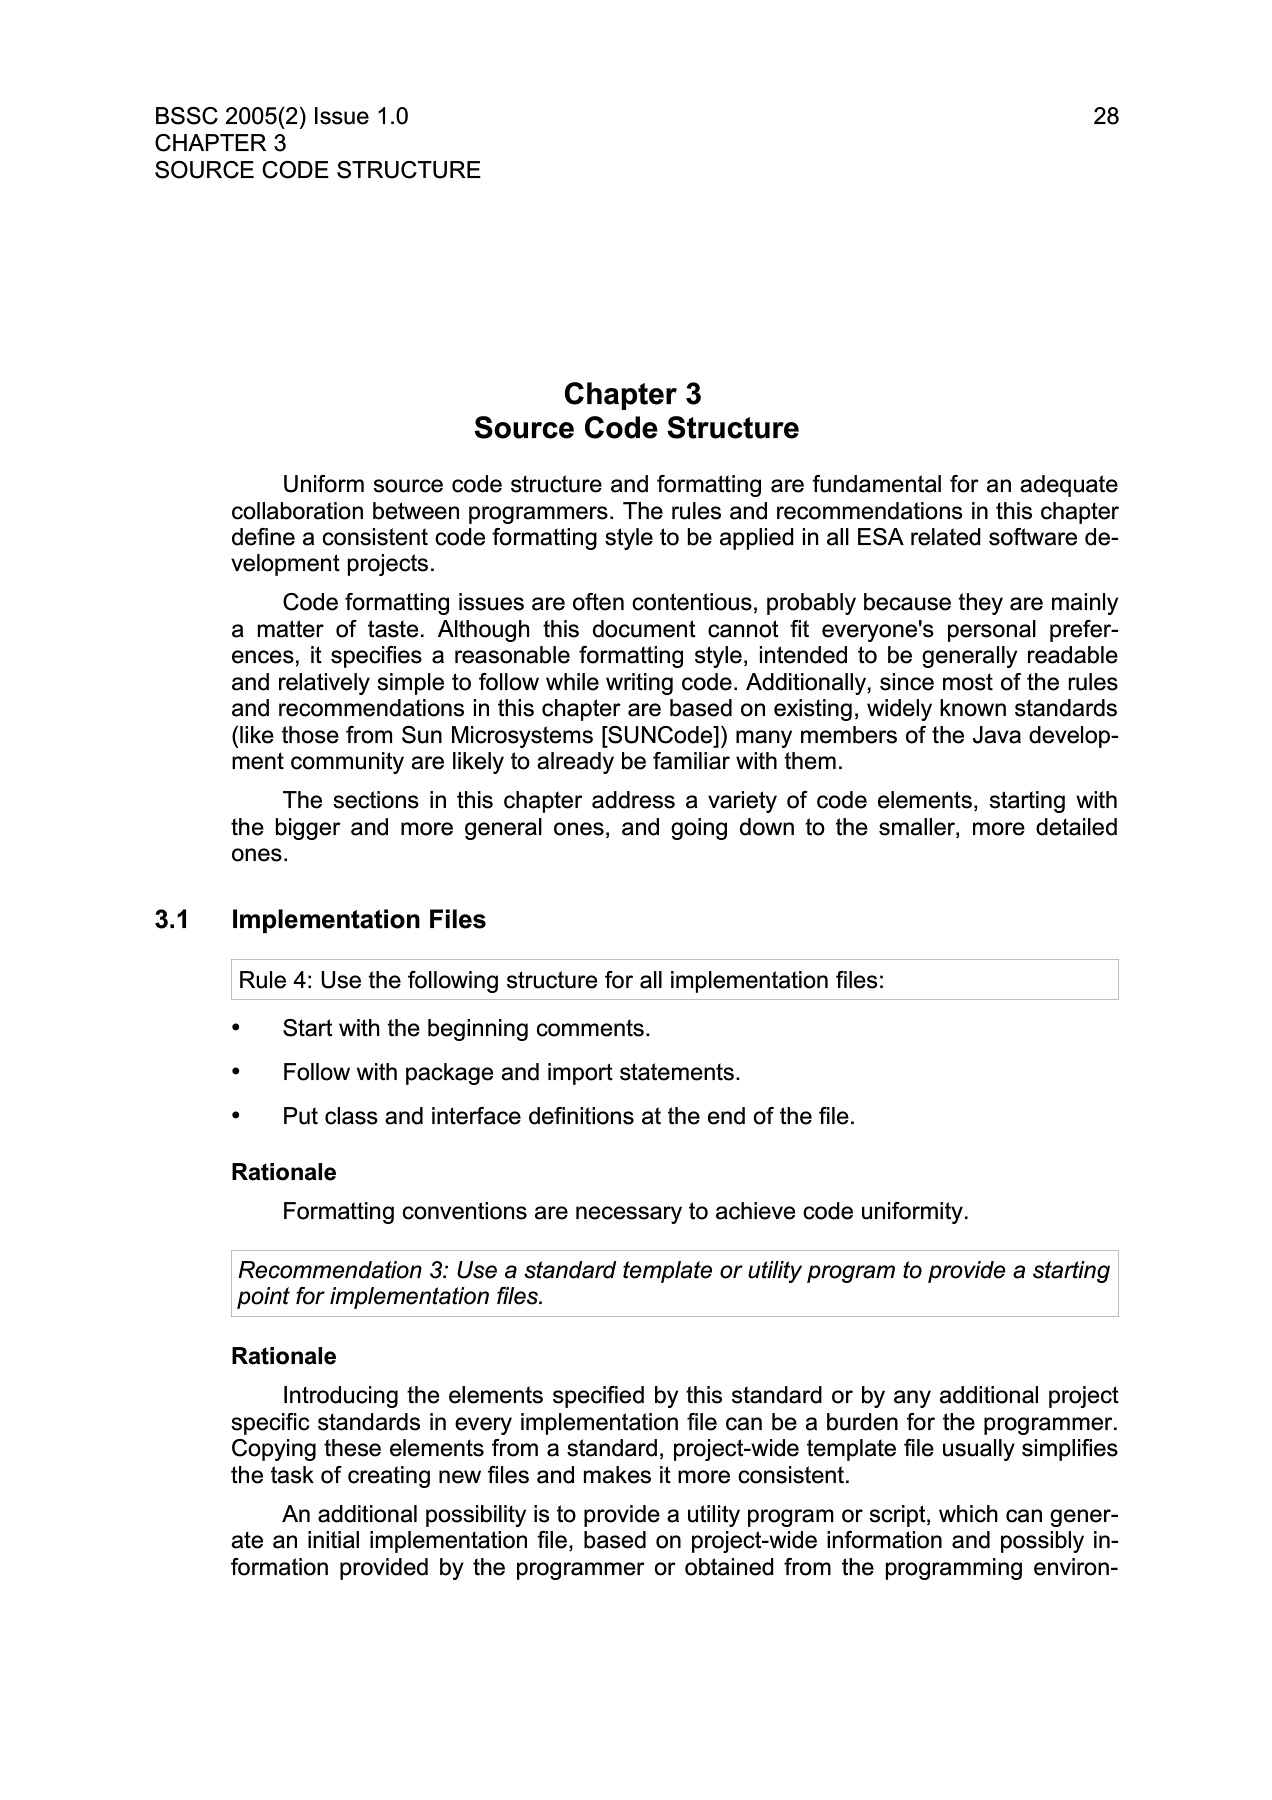 BSSC 2005(2) Issue 1.0 28
CHAPTER 3
SOURCE CODE STRUCTURE
Chapter 3
Source Code Structure
Uniform source code structure and formatting are fundamental for an adequate
collaboration between programmers. The rules and recommendations in this chapter
define a consistent code formatting style to be applied in all ESA related software de-
velopment projects.
Code formatting issues are often contentious, probably because they are mainly
a matter of taste. Although this document cannot fit everyone's personal prefer-
ences, it specifies a reasonable formatting style, intended to be generally readable
and relatively simple to follow while writing code. Additionally, since most of the rules
and recommendations in this chapter are based on existing, widely known standards
(like those from Sun Microsystems [SUNCode]) many members of the Java develop-
ment community are likely to already be familiar with them.
The sections in this chapter address a variety of code elements, starting with
the bigger and more general ones, and going down to the smaller, more detailed
ones.
3.1 Implementation Files
Rule 4: Use the following structure for all implementation files:
• Start with the beginning comments.
• Follow with package and import statements.
• Put class and interface definitions at the end of the file.
Rationale
Formatting conventions are necessary to achieve code uniformity.
Recommendation 3: Use a standard template or utility program to provide a starting
point for implementation files.
Rationale
Introducing the elements specified by this standard or by any additional project
specific standards in every implementation file can be a burden for the programmer.
Copying these elements from a standard, project-wide template file usually simplifies
the task of creating new files and makes it more consistent.
An additional possibility is to provide a utility program or script, which can gener-
ate an initial implementation file, based on project-wide information and possibly in-
formation provided by the programmer or obtained from the programming environ-